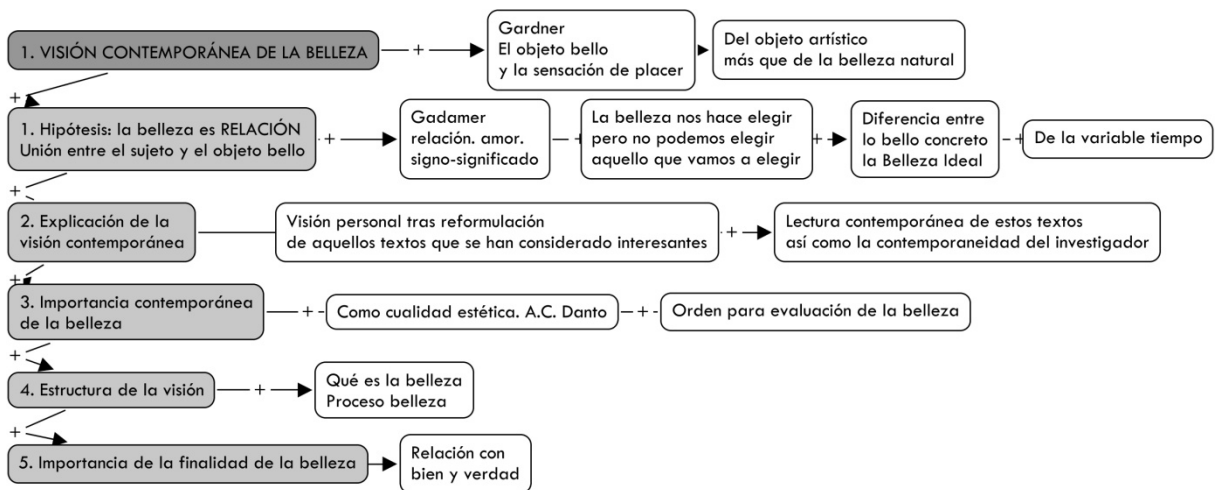 1. VISIÓN CONTEMPORÁNEA DE LA BELLEZA
Gardner
El objeto bello
y la sensación de placer
Del objeto artístico
más que de la belleza natural
1. Hipótesis: la belleza es RELACIÓN
Unión entre el sujeto y el objeto bello
Gadamer
relación. amor.
signo-significado
La belleza nos hace elegir
pero no podemos elegir
aquello que vamos a elegir
Diferencia entre
lo bello concreto
la Belleza Ideal
De la variable tiempo
2. Explicación de la
visión contemporánea
Visión personal tras reformulación
de aquellos textos que se han considerado interesantes
Lectura contemporánea de estos textos
así como la contemporaneidad del investigador
3. Importancia contemporánea
de la belleza
Como cualidad estética. A.C. Danto
Orden para evaluación de la belleza
4. Estructura de la visión
Qué es la belleza
Proceso belleza
5. Importancia de la finalidad de la belleza
Relación con
bien y verdad